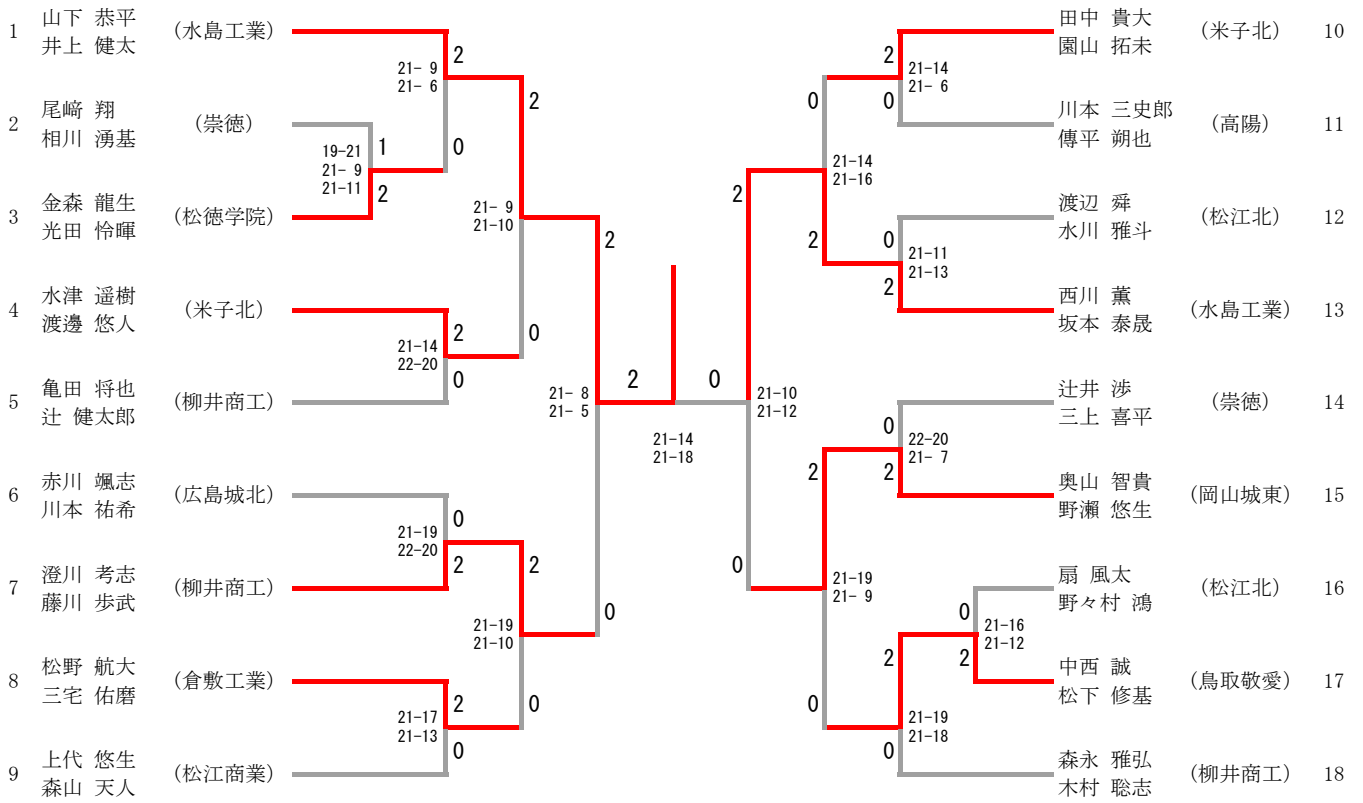 1 山下 恭平 (水島工業)
井上 健太
2 尾﨑 翔 (崇徳)
相川 湧基
3 金森 龍生 (松徳学院)
光田 怜暉
4 水津 遥樹 (米子北)
渡邊 悠人
5 亀田 将也 (柳井商工)
辻 健太郎
6 赤川 颯志 (広島城北)
川本 祐希
7 澄川 考志 (柳井商工)
藤川 歩武
8 松野 航大 (倉敷工業)
三宅 佑磨
9 上代 悠生 (松江商業)
森山 天人
2
21- 9
21- 6
0
1
19-21
21- 9
21-11
2
2
21- 9
21-10
0
2
21-14
22-20
0
2
21- 8
21- 5
0
0
21-19
22-20
2
2
21-19
21-10
0
2
21-17
21-13
0
2 0
21-14
21-18
2
21-14
21- 6
0
0
21-14
21-16
2
0
21-11
21-13
2
2
21-10
21-12
0
0
22-20
21- 7
2
2
21-19
21- 9
0
0
21-16
21-12
2
2
21-19
21-18
0
田中 貴大 (米子北) 10
園山 拓未
川本 三史郎 (高陽) 11
傳平 朔也
渡辺 舜 (松江北) 12
水川 雅斗
西川 薫 (水島工業) 13
坂本 泰晟
辻井 渉 (崇徳) 14
三上 喜平
奥山 智貴 (岡山城東) 15
野瀬 悠生
扇 風太 (松江北) 16
野々村 鴻
中西 誠 (鳥取敬愛) 17
松下 修基
森永 雅弘 (柳井商工) 18
木村 聡志